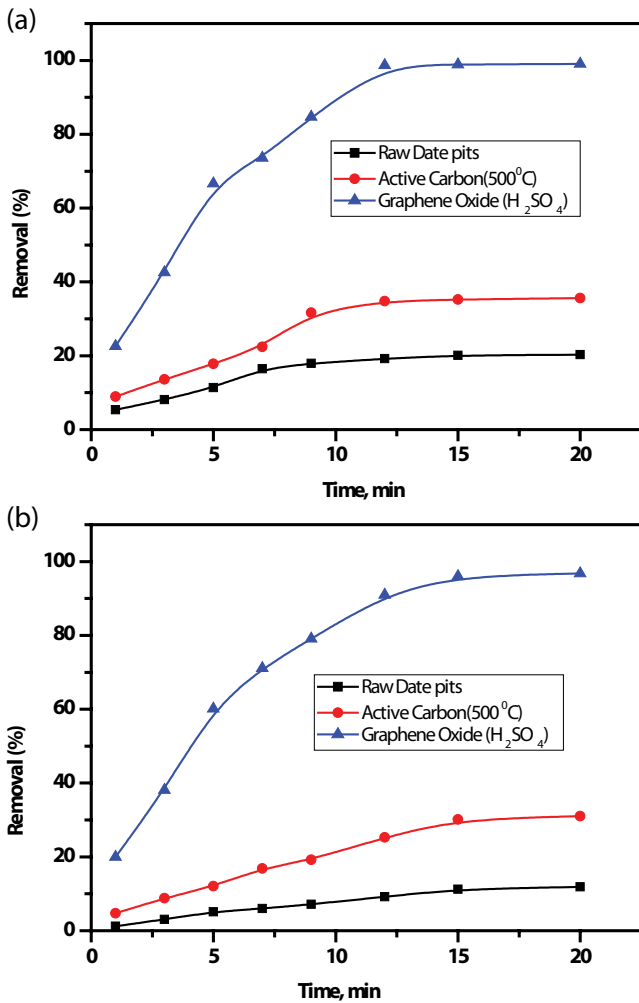 (a)
100
80
60
40
20
0
Removal (%)
Raw Date pits
Active Carbon(500⁰C)
Graphene Oxide (H₂SO₄)
0 5 10 15 20
Time, min
(b)
100
80
60
40
20
0
Removal (%)
Raw Date pits
Active Carbon(500⁰C)
Graphene Oxide (H₂SO₄)
0 5 10 15 20
Time, min